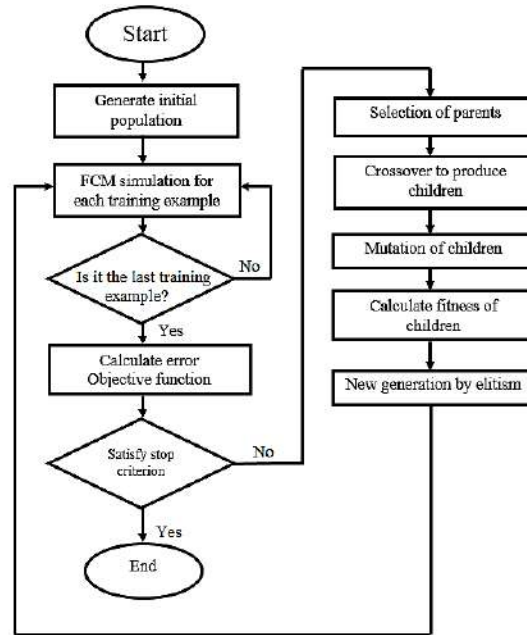 Start
Generate initial
population
FCM simulation for
each training example
Is it the last training
example?
No
Yes
Calculate error
Objective function
Satisfy stop
criterion
No
Yes
End
Selection of parents
Crossover to produce
children
Mutation of children
Calculate fitness of
children
New generation by elitism